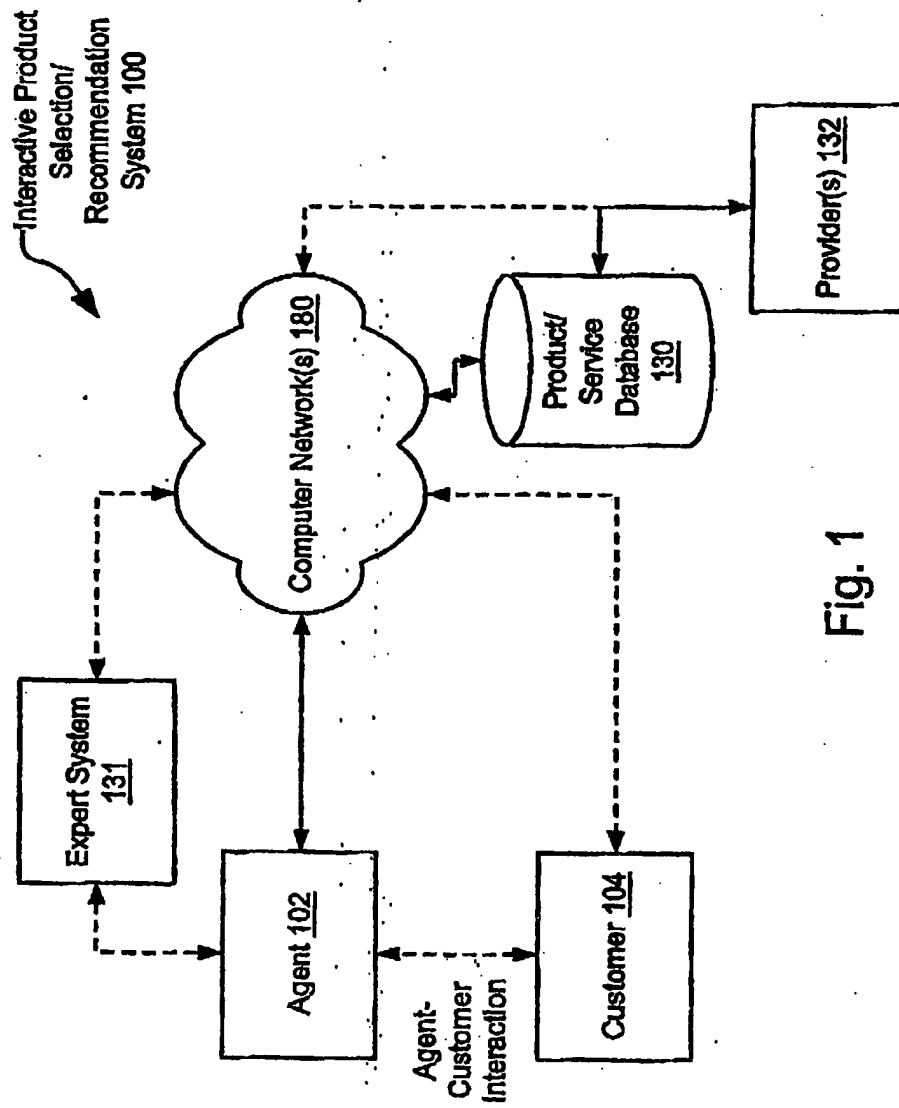 Interactive Product
Selection/
Recommendation
System 100
Expert System
131
Computer Network(s) 180
Agent 102
Product/
Service
Database
130
Agent-
Customer
Interaction
Customer 104
Provider(s) 132
Fig. 1